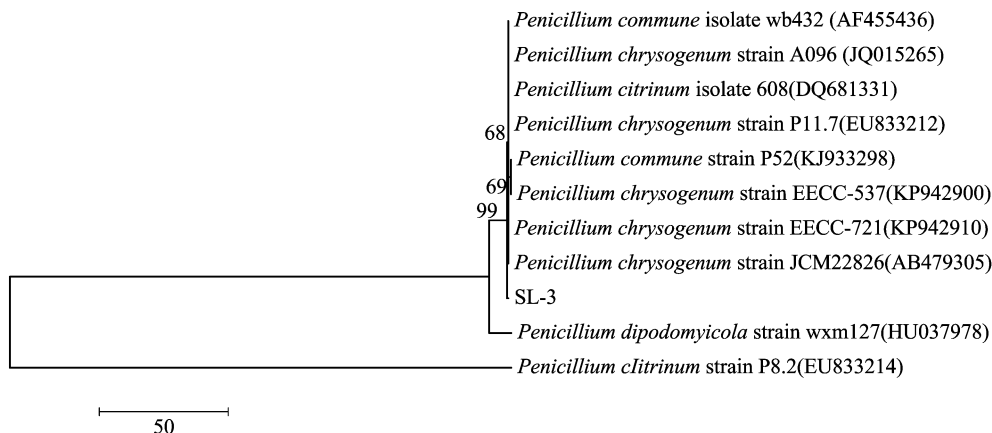 Penicillium commune isolate wb432 (AF455436)
Penicillium chrysogenum strain A096 (JQ015265)
Penicillium citrinum isolate 608(DQ681331)
Penicillium chrysogenum strain P11.7(EU833212)
68
Penicillium commune strain P52(KJ933298)
69
Penicillium chrysogenum strain EECC-537(KP942900)
99
Penicillium chrysogenum strain EECC-721(KP942910)
Penicillium chrysogenum strain JCM22826(AB479305)
SL-3
Penicillium dipodomyicola strain wxm127(HU037978)
Penicillium clitrinum strain P8.2(EU833214)
50